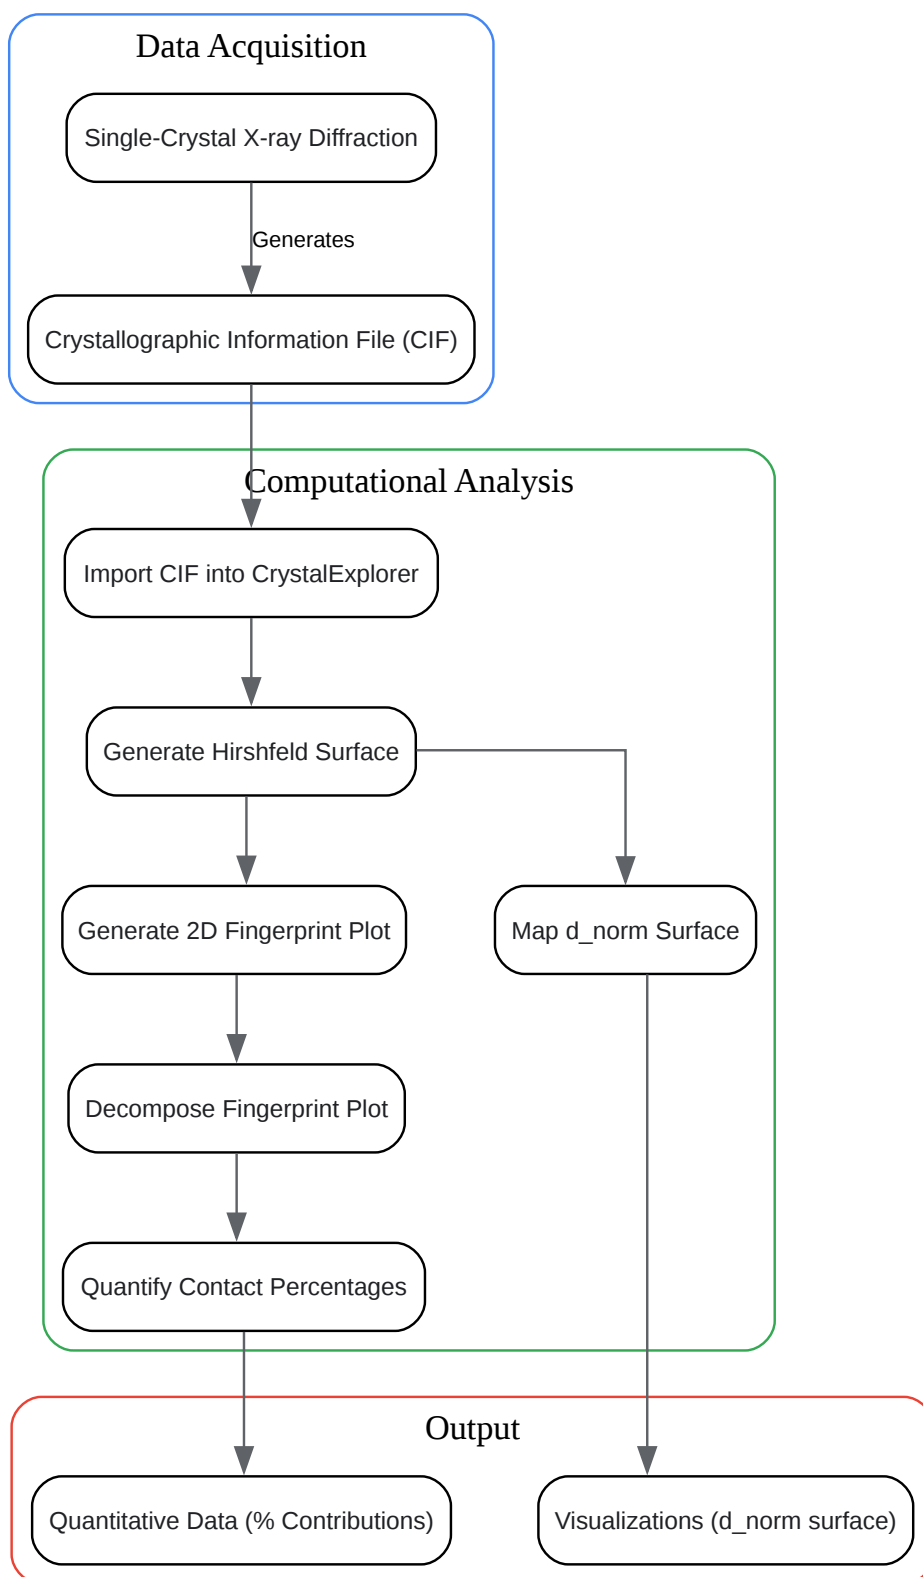 Data Acquisition
Single-Crystal X-ray Diffraction
Generates
Crystallographic Information File (CIF)
Computational Analysis
Import CIF into CrystalExplorer
Generate Hirshfeld Surface
Generate 2D Fingerprint Plot
Map d_norm Surface
Decompose Fingerprint Plot
Quantify Contact Percentages
Output
Quantitative Data (% Contributions)
Visualizations (d_norm surface)